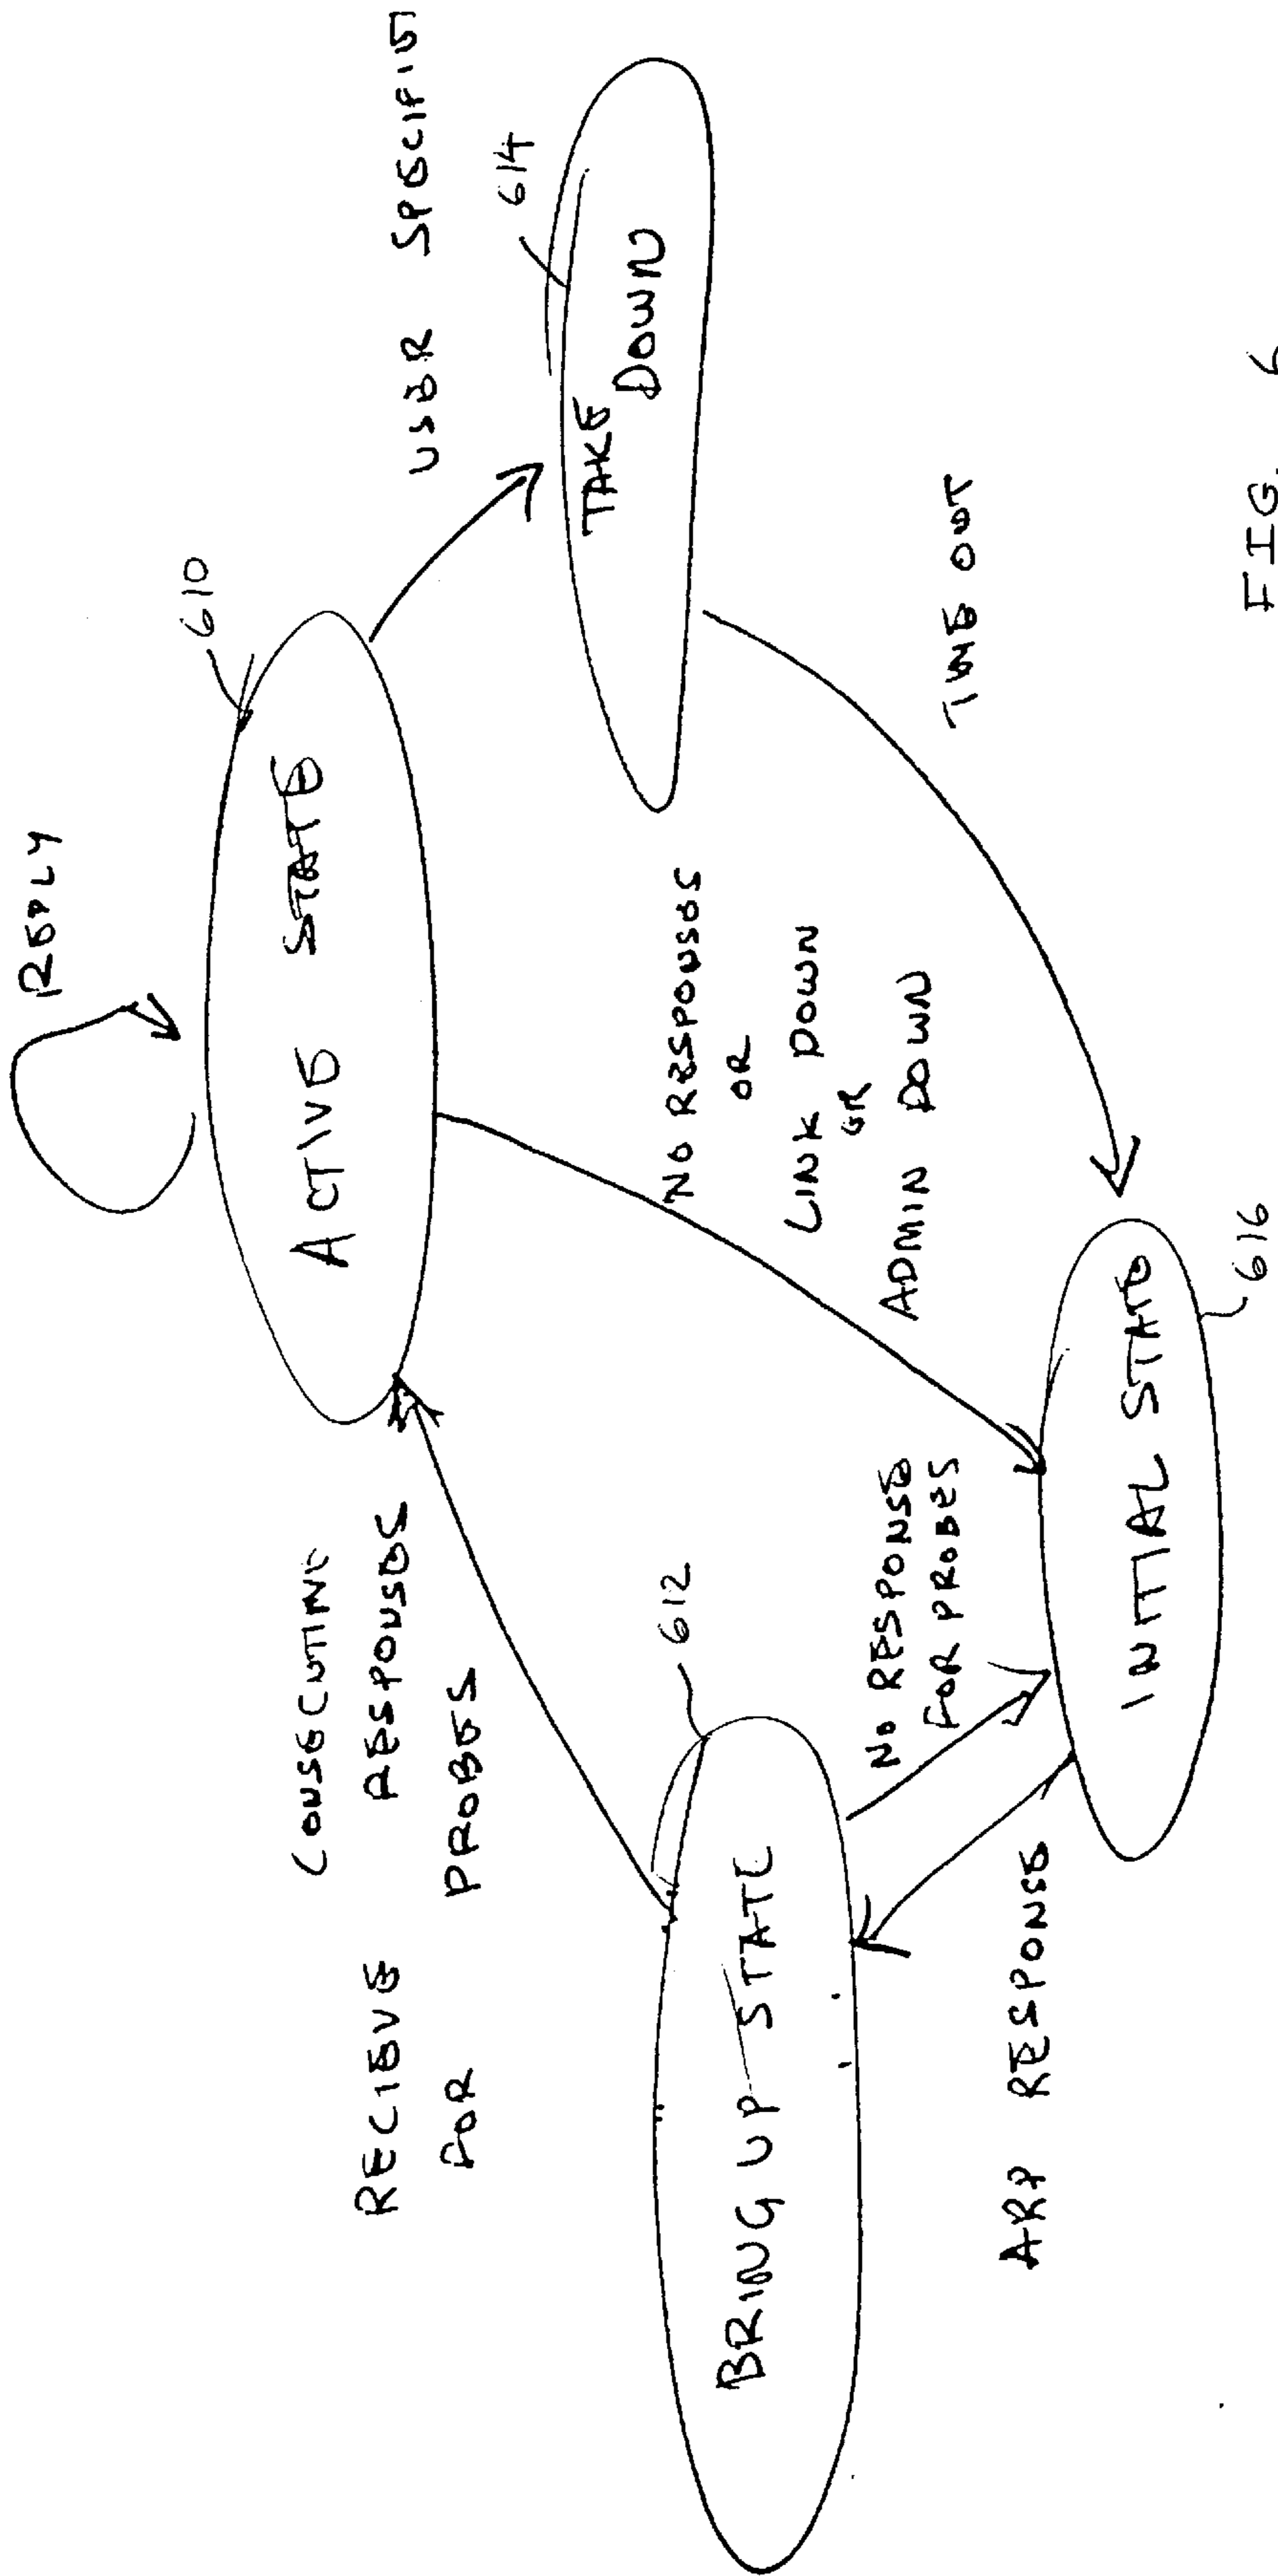 REPLY
610
ACTIVE STATE
CONSECUTIVE
RECIEVE RESPONSES
FOR PROBES
USER SPECIFIED
614
TAKE
DOWN
612
BRING UP STATE
NO RESPONSES
OR
LINK DOWN
OR
ADMIN DOWN
NO RESPONSE
FOR PROBES
TIME OUT
ARP RESPONSE
INITIAL STATE
616
FIG.